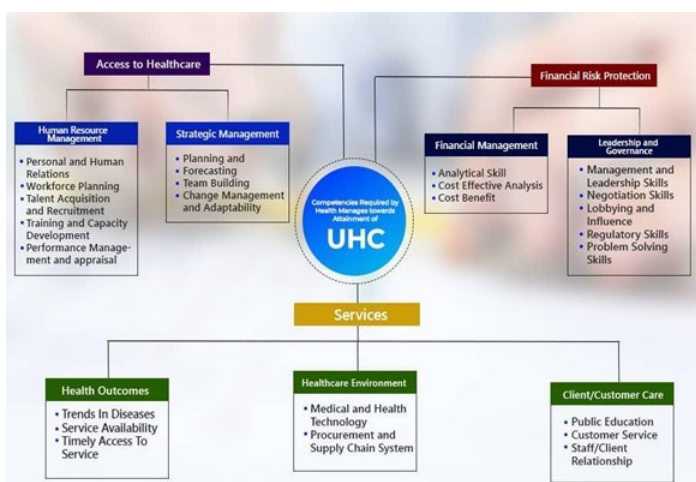 Access to Healthcare
Financial Risk Protection
Human Resource
Management
• Personal and Human
Relations
• Workforce Planning
• Talent Acquisition
and Recruitment
• Training and Capacity
Development
• Performance Manage-
ment and appraisal
Strategic Management
• Planning and
• Forecasting
• Team Building
• Change Management
and Adaptability
Competencies Required by
Health Manages towards
Attainment of
UHC
Financial Management
• Analytical Skill
• Cost Effective Analysis
• Cost Benefit
Leadership and
Governance
• Management and
Leadership Skills
• Negotiation Skills
• Lobbying and
Influence
• Regulatory Skills
• Problem Solving
Skills
Services
Health Outcomes
• Trends In Diseases
• Service Availability
• Timely Access To
Service
Healthcare Environment
• Medical and Health
Technology
• Procurement and
Supply Chain System
Client/Customer Care
• Public Education
• Customer Service
• Staff/Client
Relationship